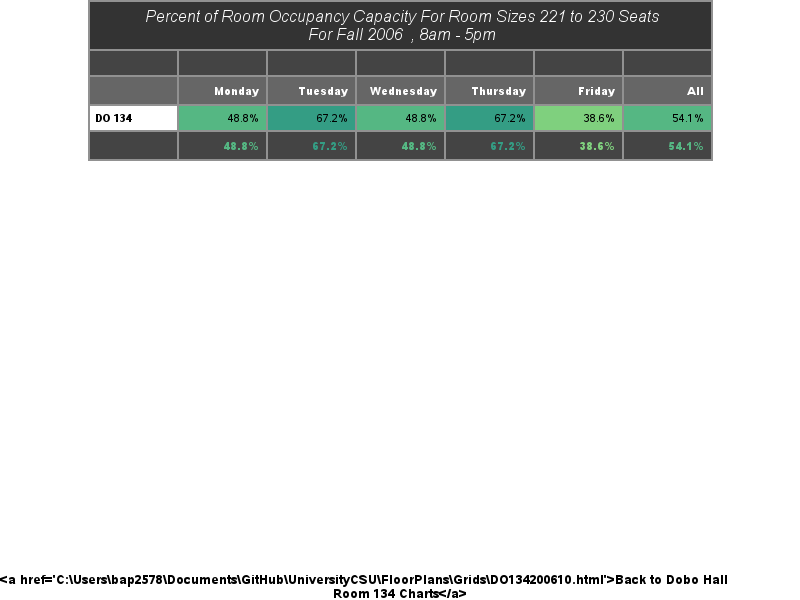 Percent of Room Occupancy Capacity For Room Sizes 221 to 230 Seats
For Fall 2006 , 8am - 5pm
Monday Tuesday Wednesday Thursday Friday All
DO 134 48.8% 67.2% 48.8% 67.2% 38.6% 54.1%
48.8% 67.2% 48.8% 67.2% 38.6% 54.1%
<a href='C:\Users\bap2578\Documents\GitHub\UniversityCSU\FloorPlans\Grids\DO134200610.html'>Back to Dobo Hall
Room 134 Charts</a>